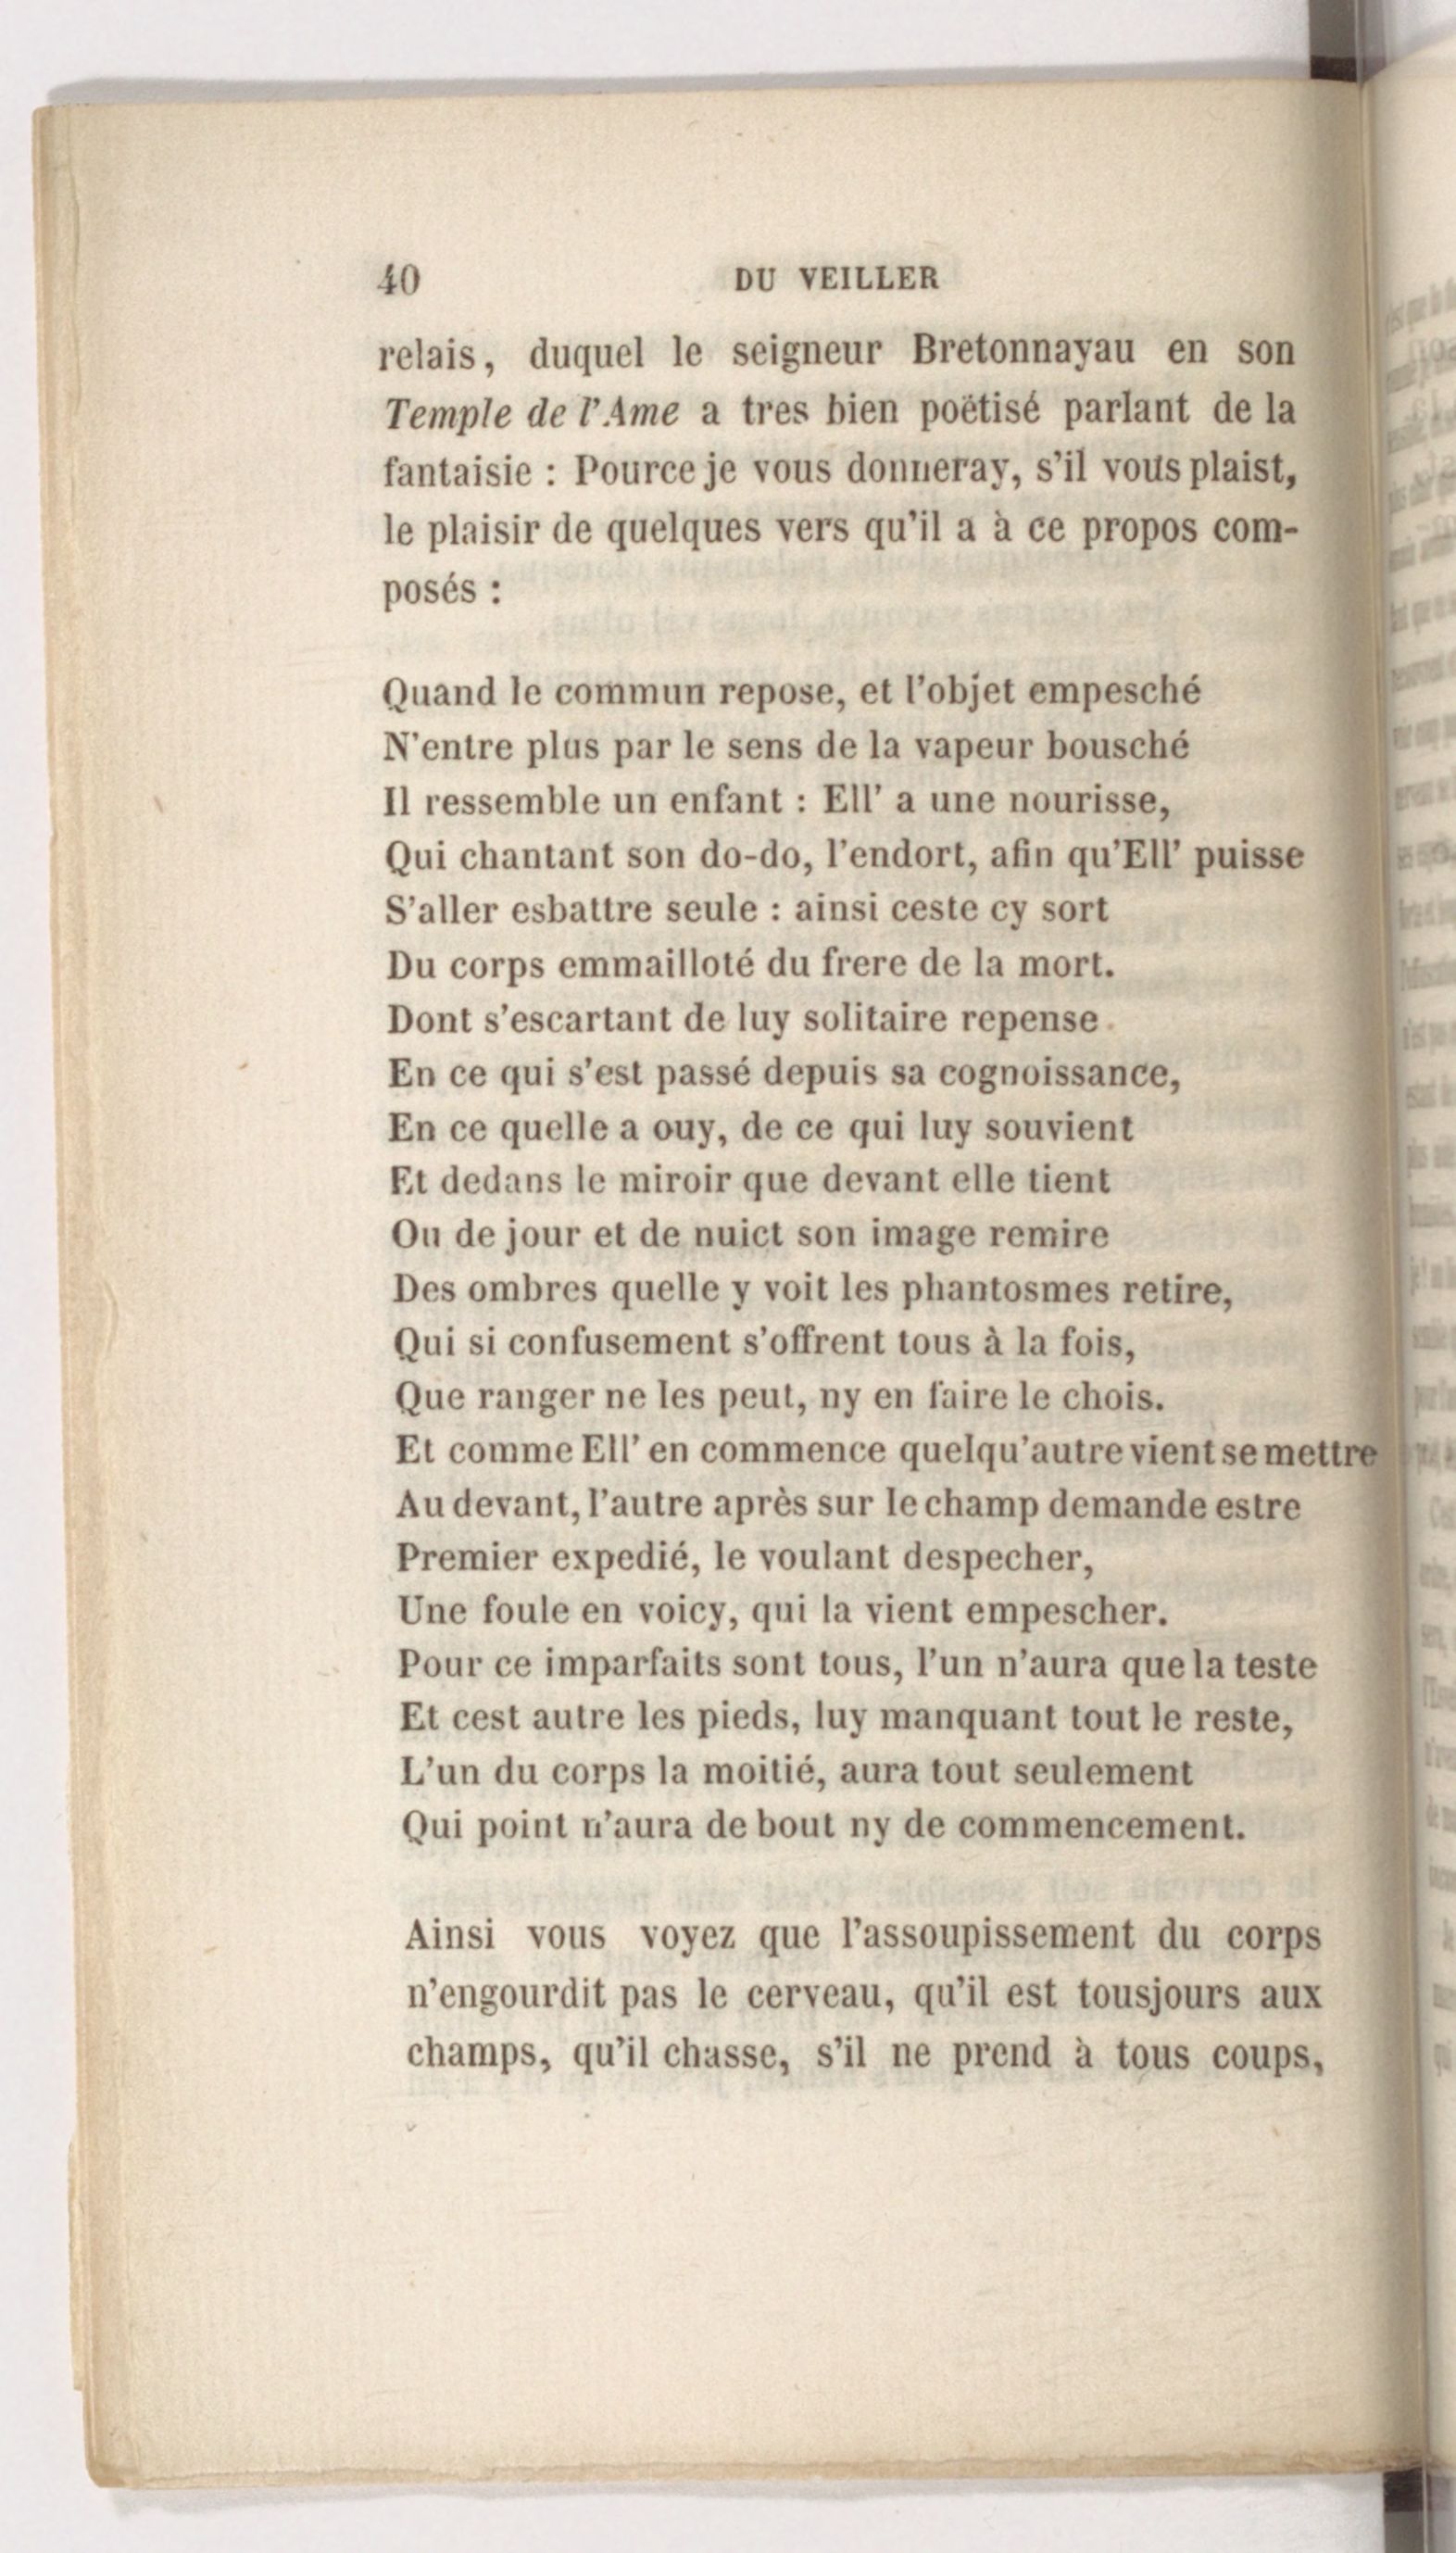 40 DU VEILLER
relais, duquel le seigneur Bretonnayau en son
Temple de l'Ame a tres bien poëtisé parlant de la
fantaisie : Pource je vous donneray, s'il vous plaist,
le plaisir de quelques vers qu'il a à ce propos com-
posés :
Quand le commun repose, et l'objet empesché
N'entre plus par le sens de la vapeur bousché
Il ressemble un enfant : Ell' a une nourisse,
Qui chantant son do-do, l'endort, afin qu'Ell' puisse
S'aller esbattre seule : ainsi ceste cy sort
Du corps emmailloté du frere de la mort.
Dont s'escartant de luy solitaire repense
En ce qui s'est passé depuis sa cognoissance,
En ce quelle a ouy, de ce qui luy souvient
Et dedans le miroir que devant elle tient
Ou de jour et de nuict son image remire
Des ombres quelle y voit les phantosmes retire,
Qui si confusement s'offrent tous à la fois,
Que ranger ne les peut, ny en faire le chois.
Et comme Ell' en commence quelqu'autre vient se mettre
Au devant, l'autre après sur le champ demande estre
Premier expedié, le voulant despecher,
Une foule en voicy, qui la vient empescher.
Pour ce imparfaits sont tous, l'un n'aura que la teste
Et cest autre les pieds, luy manquant tout le reste,
L'un du corps la moitié, aura tout seulement
Qui point n'aura de bout ny de commencement.
Ainsi vous voyez que l'assoupissement du corps
n'engourdit pas le cerveau, qu'il est tousjours aux
champs, qu'il chasse, s'il ne prend à tous coups,